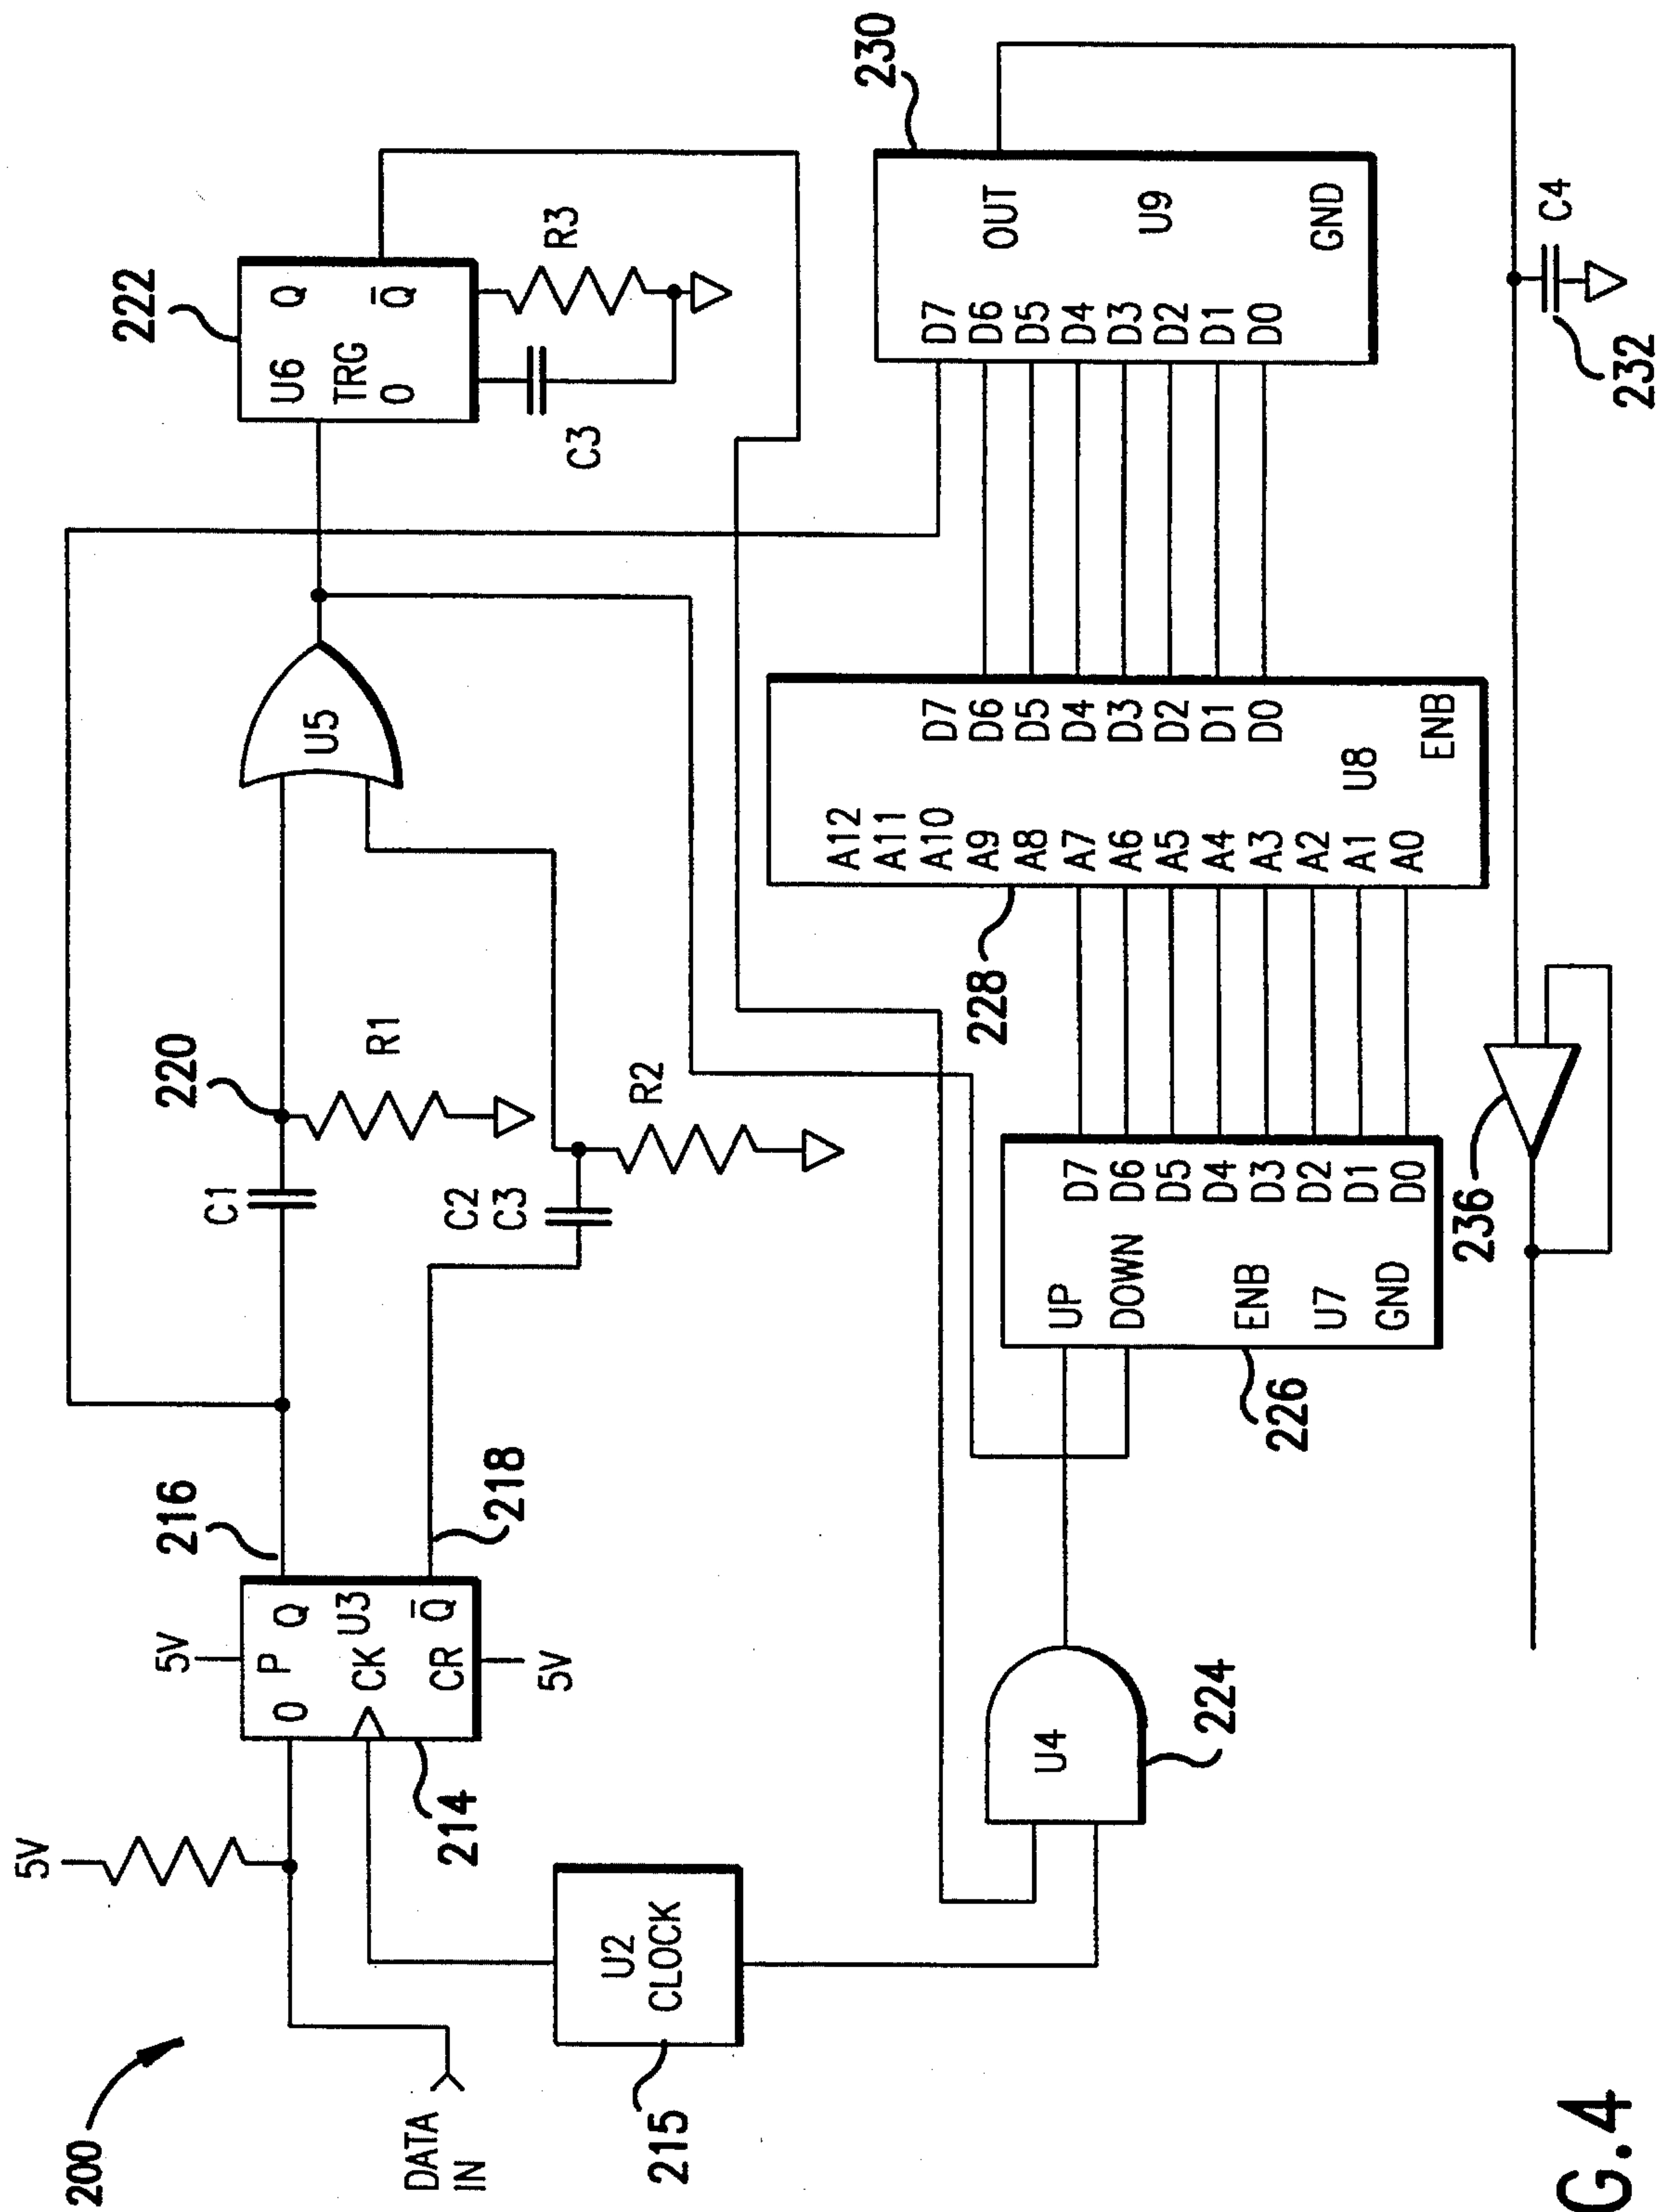 200
DATA
IN
5V
214
5V
O P Q
CK U3
CR Q̅
5V
216
218
U2
CLOCK
215
C1
220
R1
C2
C3
R2
U5
222
U6 Q
TRG
O Q̅
C3
R3
U4
224
UP
DOWN
ENB
U7
GND
D7
D6
D5
D4
D3
D2
D1
D0
226
228
A12
A11
A10
A9
A8
A7
A6
A5
A4
A3
A2
A1
A0
D7
D6
D5
D4
D3
D2
D1
D0
U8
ENB
230
D7
D6
D5
D4
D3
D2
D1
D0
OUT
U9
GND
236
232
C4
G.4